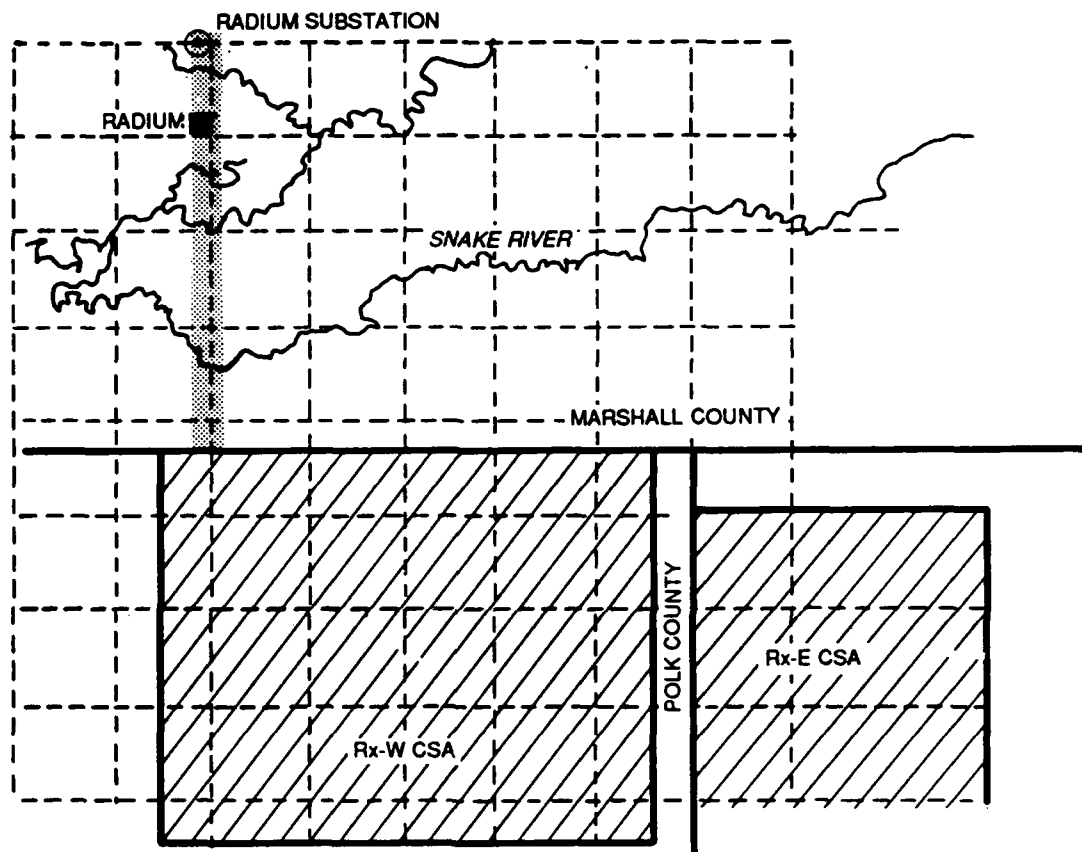 RADIUM SUBSTATION
RADIUM
SNAKE RIVER
MARSHALL COUNTY
POLK COUNTY
Rx-E CSA
Rx-W CSA